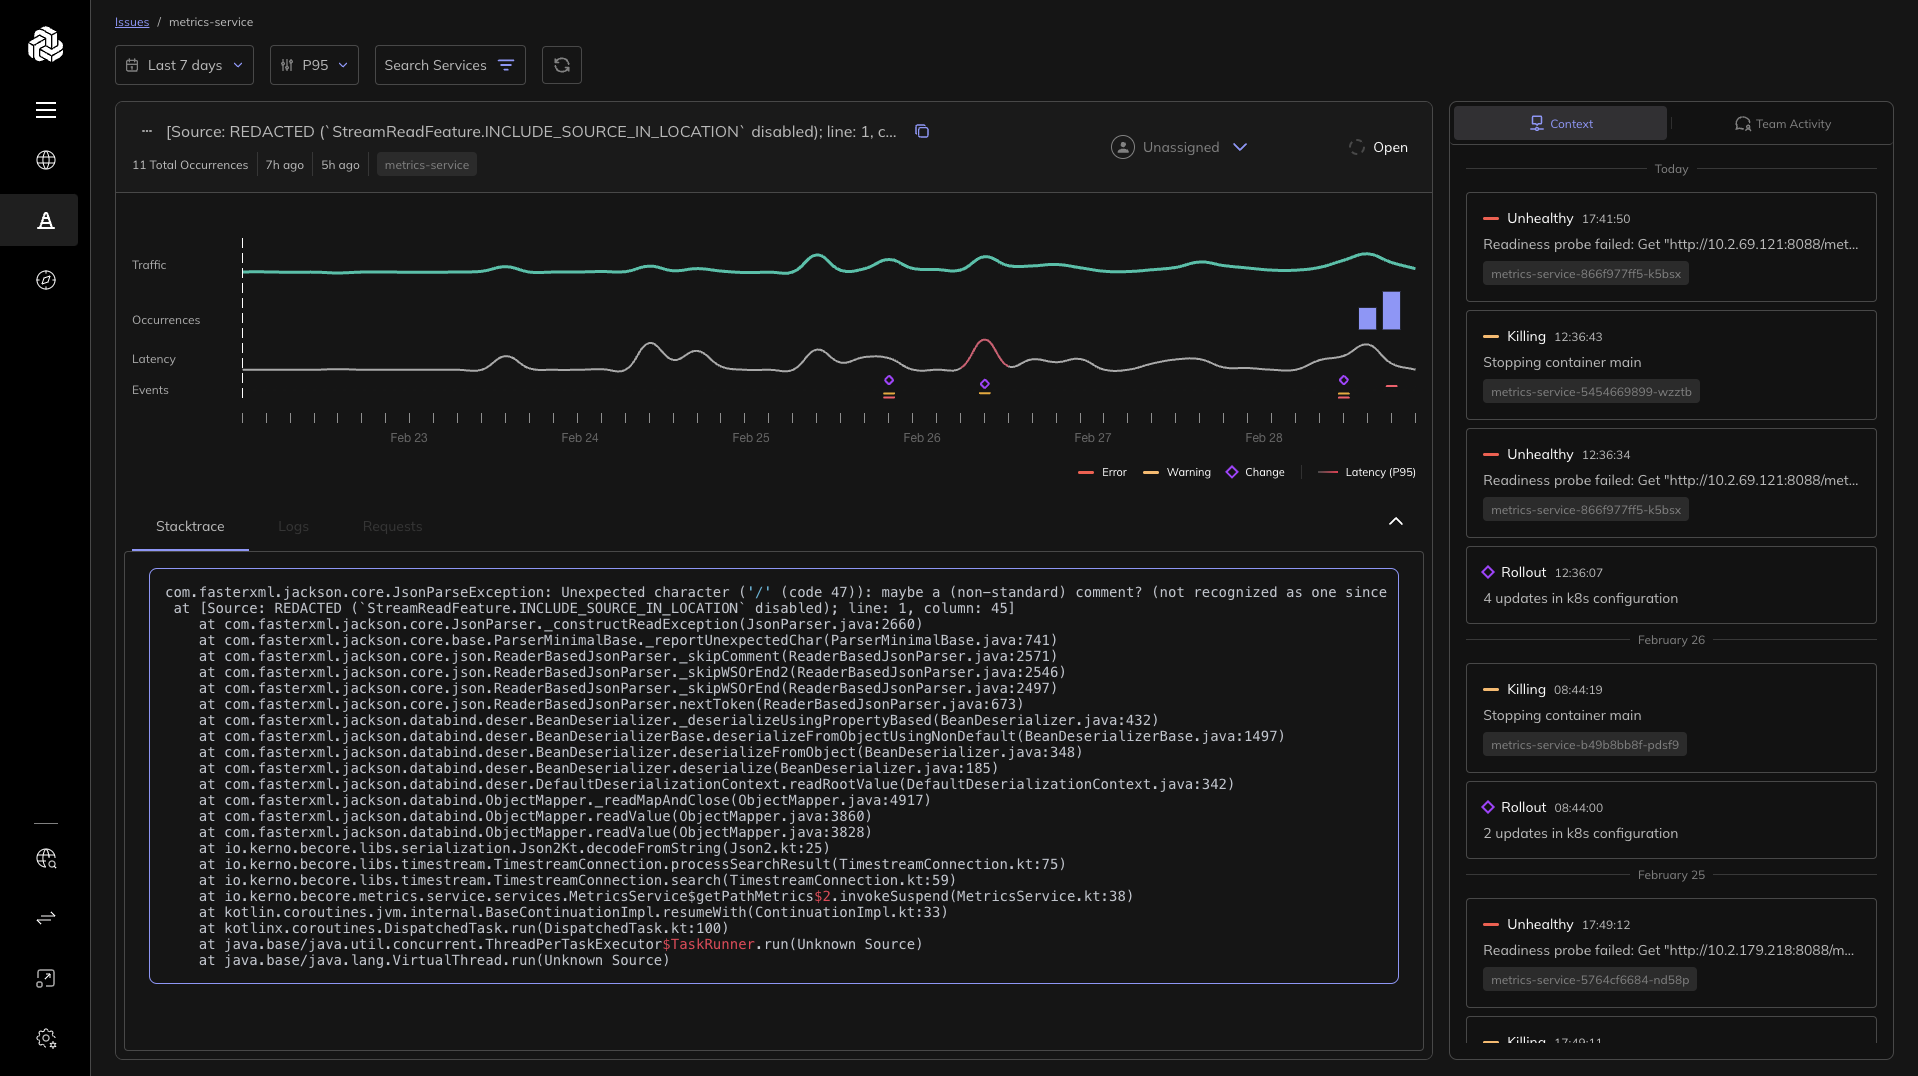 Issues / metrics-service
Last 7 days
P95
Search Services
[Source: REDACTED (`StreamReadFeature.INCLUDE_SOURCE_IN_LOCATION` disabled); line: 1, c...
11 Total Occurrences
7h ago
5h ago
metrics-service
Unassigned
Open
Traffic
Occurrences
Latency
Events
Feb 23
Feb 24
Feb 25
Feb 26
Feb 27
Feb 28
Error
Warning
Change
Latency (P95)
Stacktrace
Logs
Requests
com.fasterxml.jackson.core.JsonParseException: Unexpected character ('/' (code 47)): maybe a (non-standard) comment? (not recognized as one since
at [Source: REDACTED (`StreamReadFeature.INCLUDE_SOURCE_IN_LOCATION` disabled); line: 1, column: 45]
at com.fasterxml.jackson.core.JsonParser._constructReadException(JsonParser.java:2660)
at com.fasterxml.jackson.core.base.ParserMinimalBase._reportUnexpectedChar(ParserMinimalBase.java:741)
at com.fasterxml.jackson.core.json.ReaderBasedJsonParser._skipComment(ReaderBasedJsonParser.java:2571)
at com.fasterxml.jackson.core.json.ReaderBasedJsonParser._skipWSOrEnd2(ReaderBasedJsonParser.java:2546)
at com.fasterxml.jackson.core.json.ReaderBasedJsonParser._skipWSOrEnd(ReaderBasedJsonParser.java:2497)
at com.fasterxml.jackson.core.json.ReaderBasedJsonParser.nextToken(ReaderBasedJsonParser.java:673)
at com.fasterxml.jackson.databind.deser.BeanDeserializer._deserializeUsingPropertyBased(BeanDeserializer.java:432)
at com.fasterxml.jackson.databind.deser.BeanDeserializerBase.deserializeFromObjectUsingNonDefault(BeanDeserializerBase.java:1497)
at com.fasterxml.jackson.databind.deser.BeanDeserializer.deserializeFromObject(BeanDeserializer.java:348)
at com.fasterxml.jackson.databind.deser.BeanDeserializer.deserialize(BeanDeserializer.java:185)
at com.fasterxml.jackson.databind.deser.DefaultDeserializationContext.readRootValue(DefaultDeserializationContext.java:342)
at com.fasterxml.jackson.databind.ObjectMapper._readMapAndClose(ObjectMapper.java:4917)
at com.fasterxml.jackson.databind.ObjectMapper.readValue(ObjectMapper.java:3860)
at com.fasterxml.jackson.databind.ObjectMapper.readValue(ObjectMapper.java:3828)
at io.kerno.becore.libs.serialization.Json2Kt.decodeFromString(Json2.kt:25)
at io.kerno.becore.libs.timestream.TimestreamConnection.processSearchResult(TimestreamConnection.kt:75)
at io.kerno.becore.libs.timestream.TimestreamConnection.search(TimestreamConnection.kt:59)
at io.kerno.becore.metrics.service.services.MetricsService$getPathMetrics$2.invokeSuspend(MetricsService.kt:38)
at kotlin.coroutines.jvm.internal.BaseContinuationImpl.resumeWith(ContinuationImpl.kt:33)
at kotlinx.coroutines.DispatchedTask.run(DispatchedTask.kt:100)
at java.base/java.util.concurrent.ThreadPerTaskExecutor$TaskRunner.run(Unknown Source)
at java.base/java.lang.VirtualThread.run(Unknown Source)
Context
Team Activity
Today
Unhealthy 17:41:50
Readiness probe failed: Get "http://10.2.69.121:8088/met...
metrics-service-866f977ff5-k5bsx
Killing 12:36:43
Stopping container main
metrics-service-5454669899-wzztb
Unhealthy 12:36:34
Readiness probe failed: Get "http://10.2.69.121:8088/met...
metrics-service-866f977ff5-k5bsx
Rollout 12:36:07
4 updates in k8s configuration
February 26
Killing 08:44:19
Stopping container main
metrics-service-b49b8bb8f-pdsf9
Rollout 08:44:00
2 updates in k8s configuration
February 25
Unhealthy 17:49:12
Readiness probe failed: Get "http://10.2.179.218:8088/m...
metrics-service-5764cf6684-nd58p
Killing 17:49:11